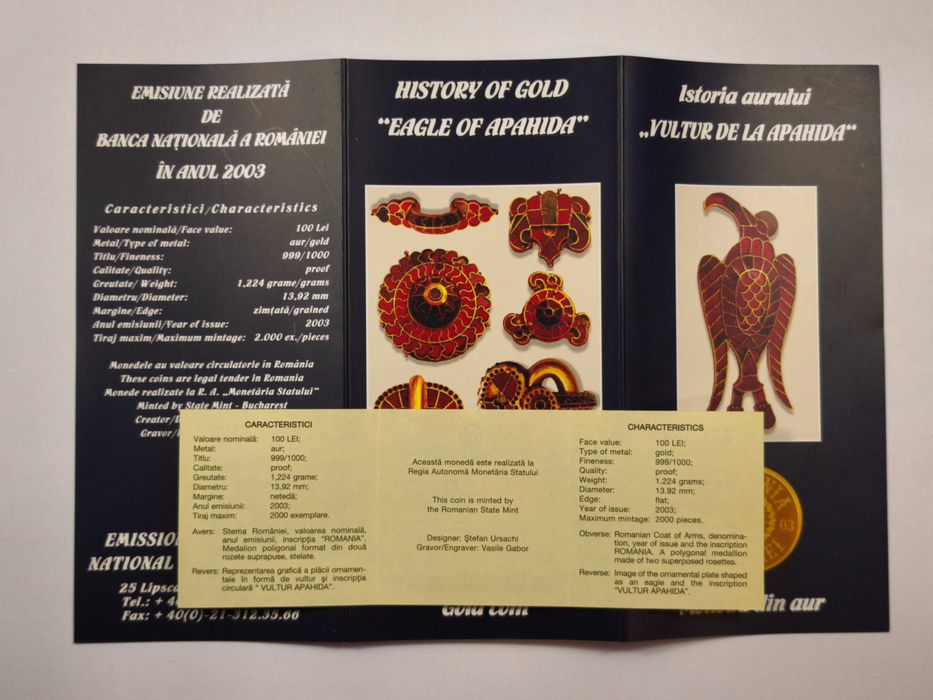 EMISIUNE REALIZATĂ
DE
BANCA NAȚIONALĂ A ROMÂNIEI
ÎN ANUL 2003
Caracteristici/Characteristics
Valoare nominală/Face value: 100 Lei
Metal/Type of metal: aur/gold
Titlu/Fineness: 999/1000
Calitate/Quality: proof
Greutate/ Weight: 1,224 grame/grams
Diametru/Diameter: 13,92 mm
Margine/Edge: zimțată/grained
Anul emisiunii/Year of issue: 2003
Tiraj maxim/Maximum mintage: 2.000 ex./pieces
Monedele au valoare circulatorie în România
These coins are legal tender in Romania
Monede realizate la R. A. „Monetăria Statului“
Minted by State Mint - Bucharest
Creator/
Gravor/
EMISSION
NATIONAL
25 Lipsc
Tel.: + 4
Fax: + 40(0)-21-312.35.66
HISTORY OF GOLD
“EAGLE OF APAHIDA”
Gold coin
Istoria aurului
„VULTUR DE LA APAHIDA“
03
din aur
CARACTERISTICI
Valoare nominală: 100 LEI;
Metal: aur;
Titlu: 999/1000;
Calitate: proof;
Greutate: 1,224 grame;
Diametru: 13,92 mm;
Margine: netedă;
Anul emisiunii: 2003;
Tiraj maxim: 2000 exemplare.
Avers: Stema României, valoarea nominală,
anul emisiunii, inscripția “ROMANIA”.
Medalion poligonal format din două
rozete suprapuse, stelate.
Revers: Reprezentarea grafică a plăcii ornamen-
tale în formă de vultur și inscripția
circulară “ VULTUR APAHIDA”.
Această monedă este realizată la
Regia Autonomă Monetăria Statului
This coin is minted by
the Romanian State Mint
Designer: Ștefan Ursachi
Gravor/Engraver: Vasile Gabor
CHARACTERISTICS
Face value: 100 LEI;
Type of metal: gold;
Fineness: 999/1000;
Quality: proof;
Weight: 1.224 grams;
Diameter: 13.92 mm;
Edge: flat;
Year of issue: 2003;
Maximum mintage: 2000 pieces.
Obverse: Romanian Coat of Arms, denomina-
tion, year of issue and the inscription
ROMANIA. A polygonal medallion
made of two superposed rosettes.
Reverse: Image of the ornamental plate shaped
as an eagle and the inscription
“VULTUR APAHIDA”.